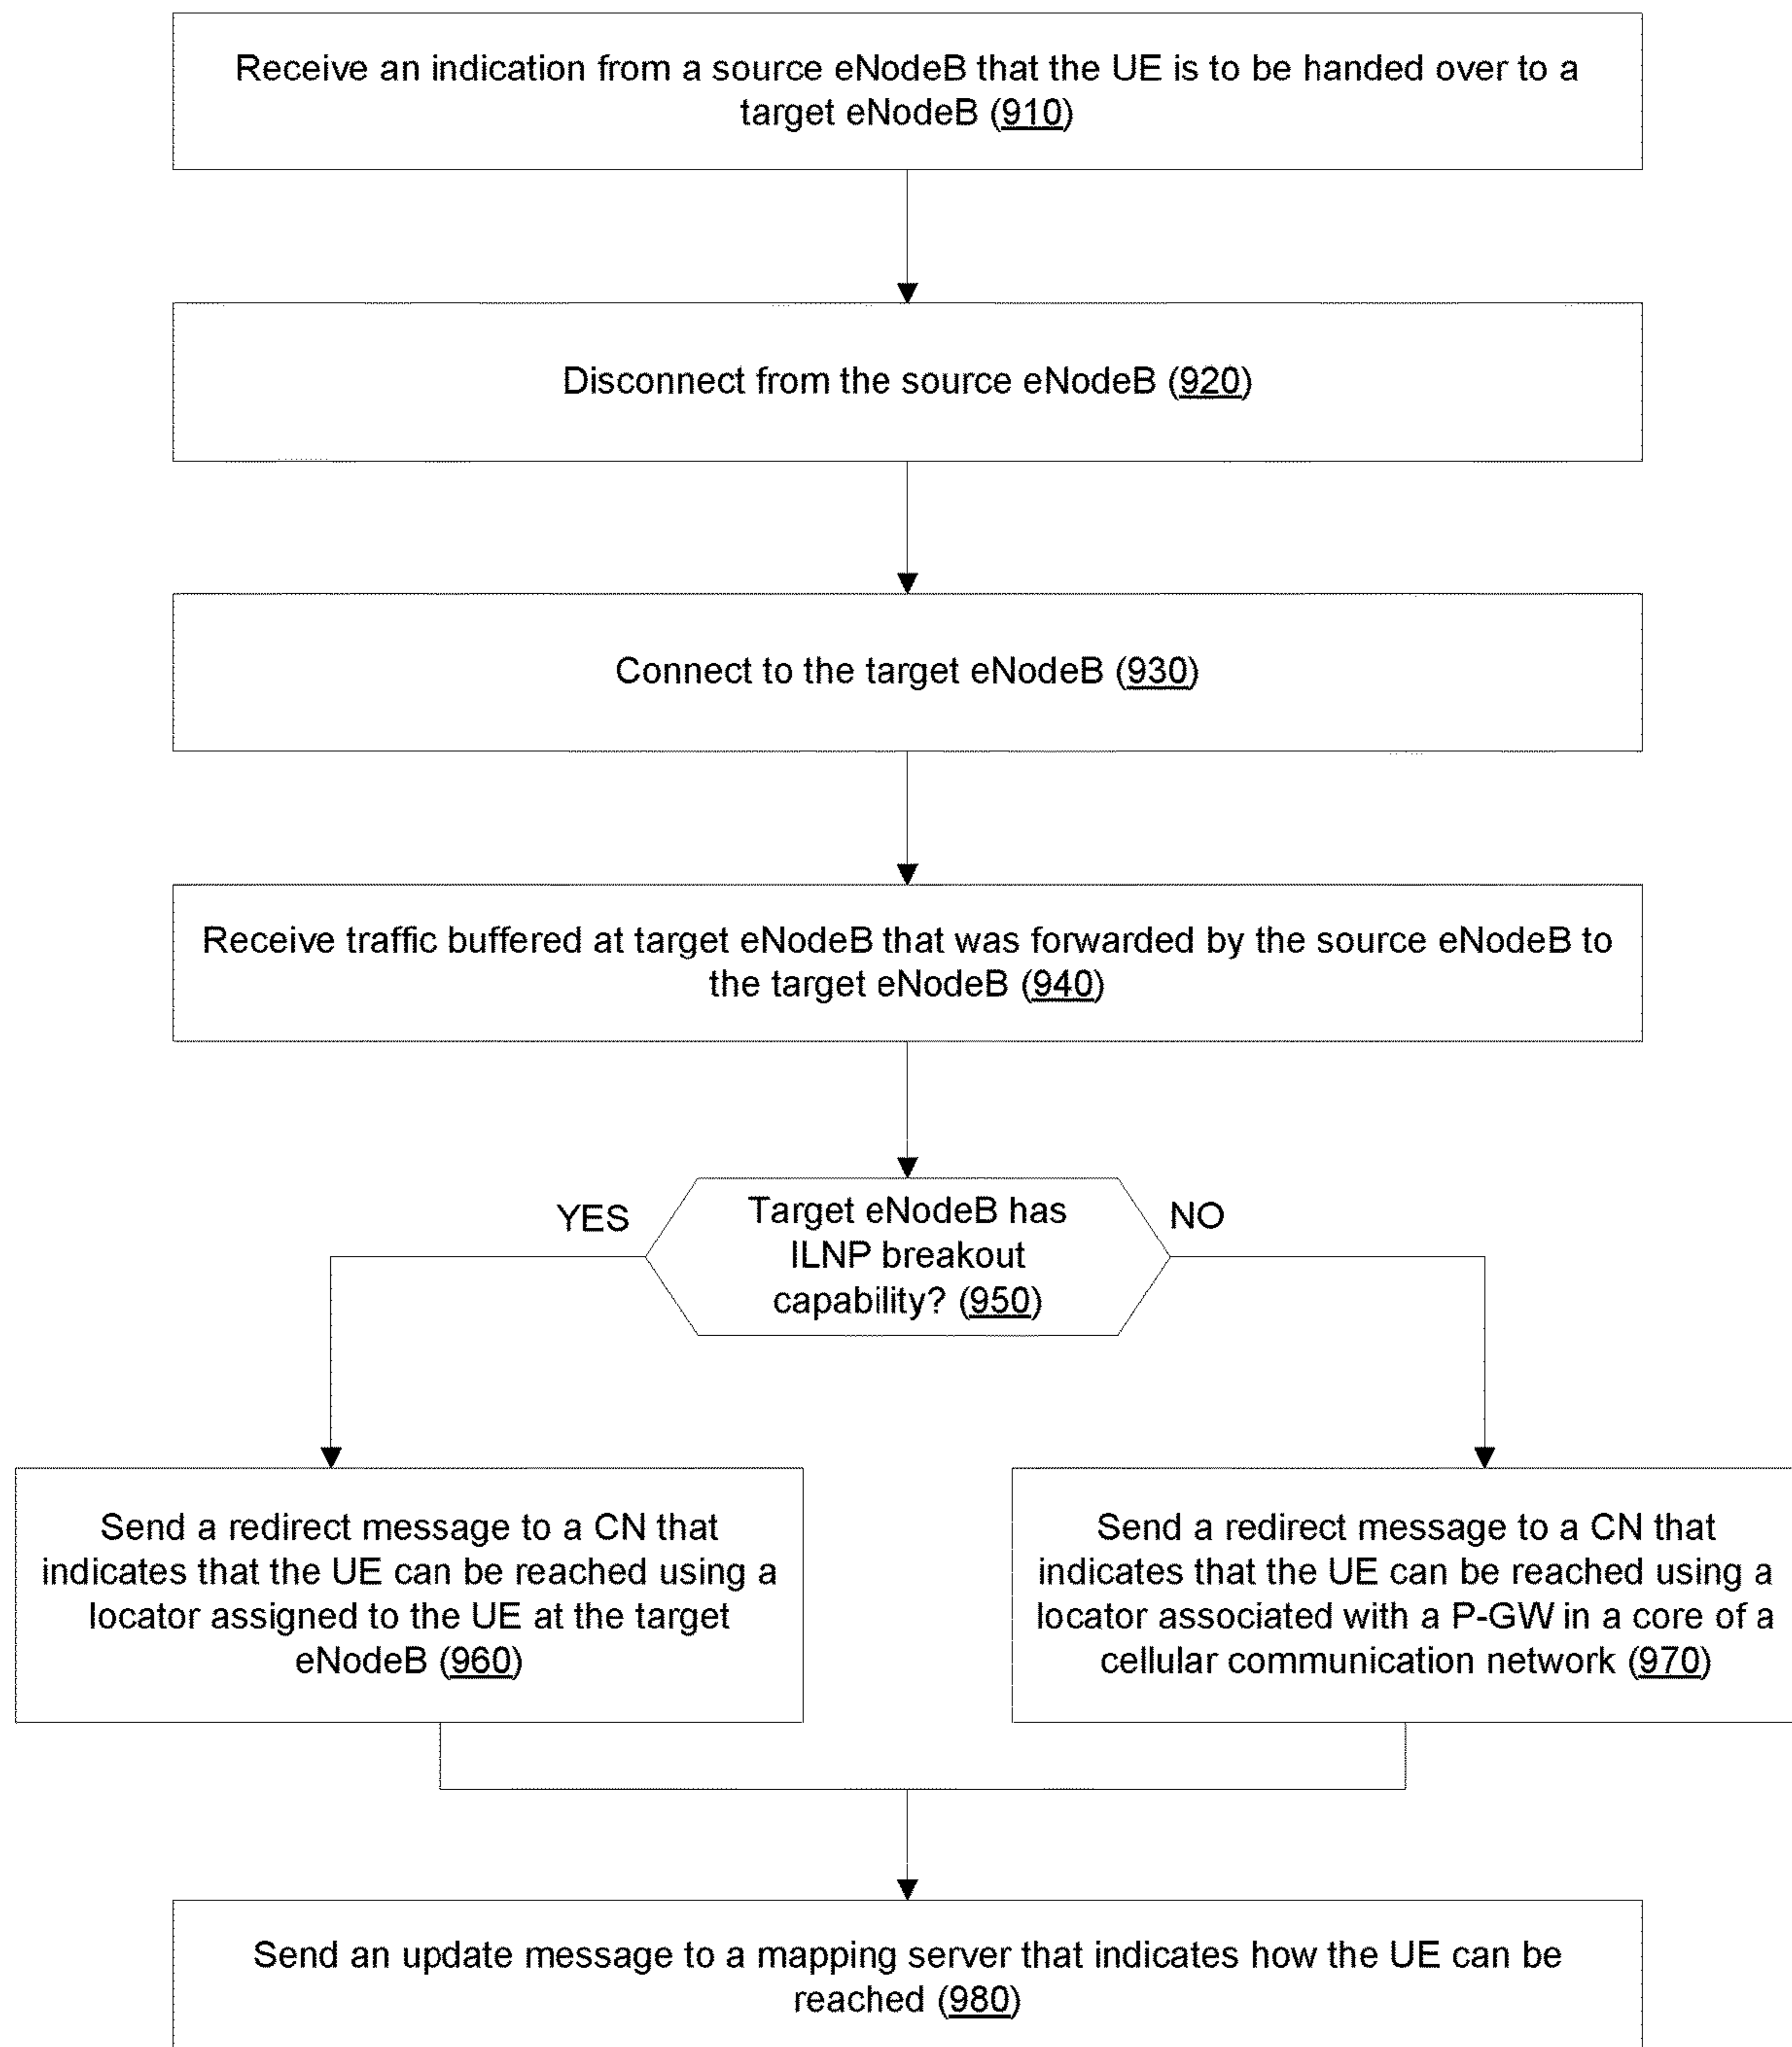 Receive an indication from a source eNodeB that the UE is to be handed over to a
target eNodeB (910)
Disconnect from the source eNodeB (920)
Connect to the target eNodeB (930)
Receive traffic buffered at target eNodeB that was forwarded by the source eNodeB to
the target eNodeB (940)
Target eNodeB has
ILNP breakout
capability? (950)
YES
NO
Send a redirect message to a CN that
indicates that the UE can be reached using a
locator assigned to the UE at the target
eNodeB (960)
Send a redirect message to a CN that
indicates that the UE can be reached using a
locator associated with a P-GW in a core of a
cellular communication network (970)
Send an update message to a mapping server that indicates how the UE can be
reached (980)